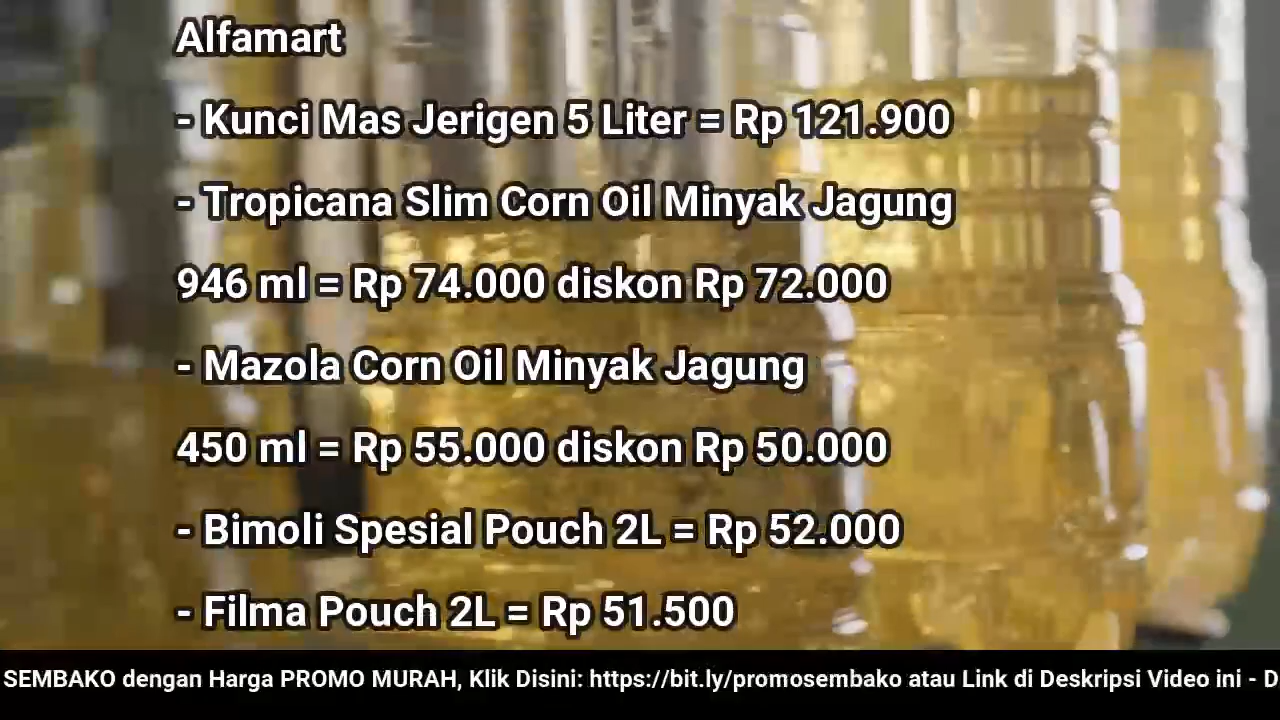 Alfamart
- Kunci Mas Jerigen 5 Liter = Rp 121.900
- Tropicana Slim Corn Oil Minyak Jagung
946 ml = Rp 74.000 diskon Rp 72.000
- Mazola Corn Oil Minyak Jagung
450 ml = Rp 55.000 diskon Rp 50.000
- Bimoli Spesial Pouch 2L = Rp 52.000
- Filma Pouch 2L = Rp 51.500
SEMBAKO dengan Harga PROMO MURAH, Klik Disini: https://bit.ly/promosembako atau Link di Deskripsi Video ini - D